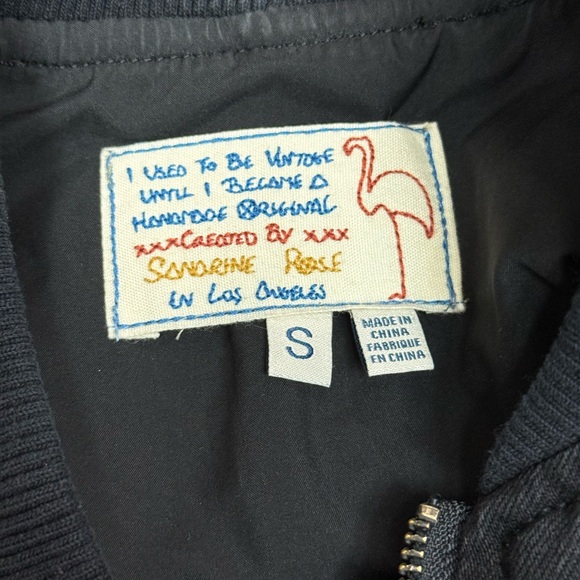 I USED TO BE VINTAGE
UNTIL I BECAME A
HANDMADE ORIGINAL
xxxCREATED BY xxx
SANDRINE ROSE
IN LOS ANGELES
S
MADE IN
CHINA
FABRIQUE
EN CHINA